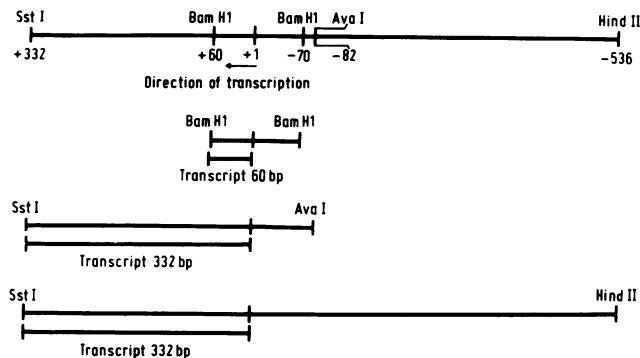 Sst I Bam H1 Bam H1 Ava I Hind II
+332 +60 +1 -70 -82 -536
Direction of transcription
Bam H1 Bam H1
Transcript 60 bp
Sst I Ava I
Transcript 332 bp
Sst I Hind II
Transcript 332 bp